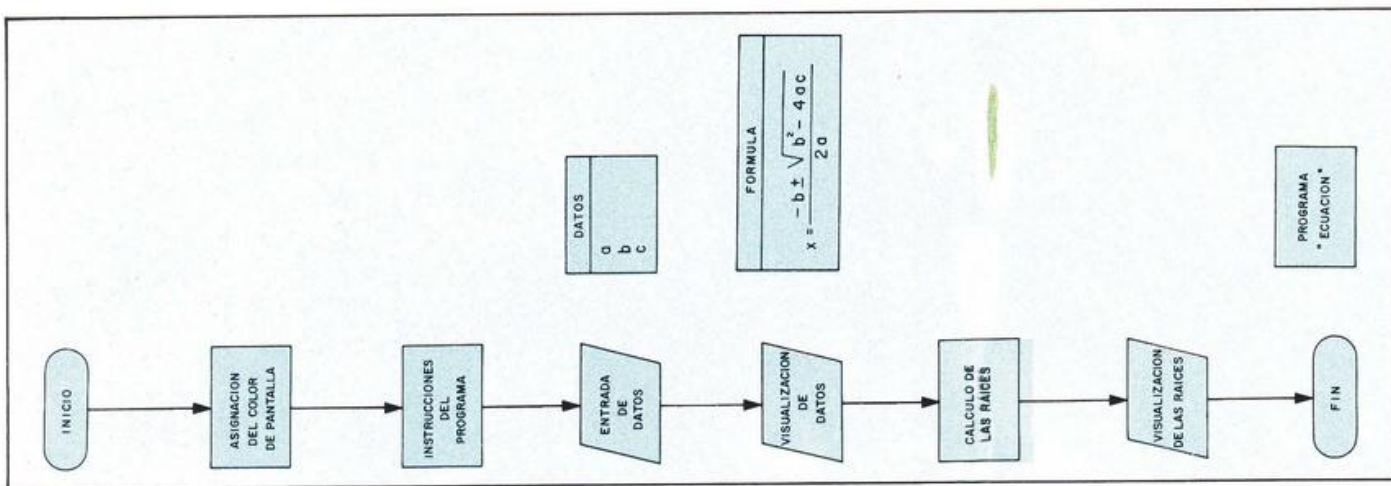 INICIO
ASIGNACION
DEL COLOR
DE PANTALLA
INSTRUCCIONES
DEL
PROGRAMA
ENTRADA
DE
DATOS
DATOS
a
b
c
VISUALIZACION
DE
DATOS
FORMULA
x = -b ± √b² - 4ac
2a
CALCULO DE
LAS RAICES
VISUALIZACION
DE LAS RAICES
FIN
PROGRAMA
"ECUACION"